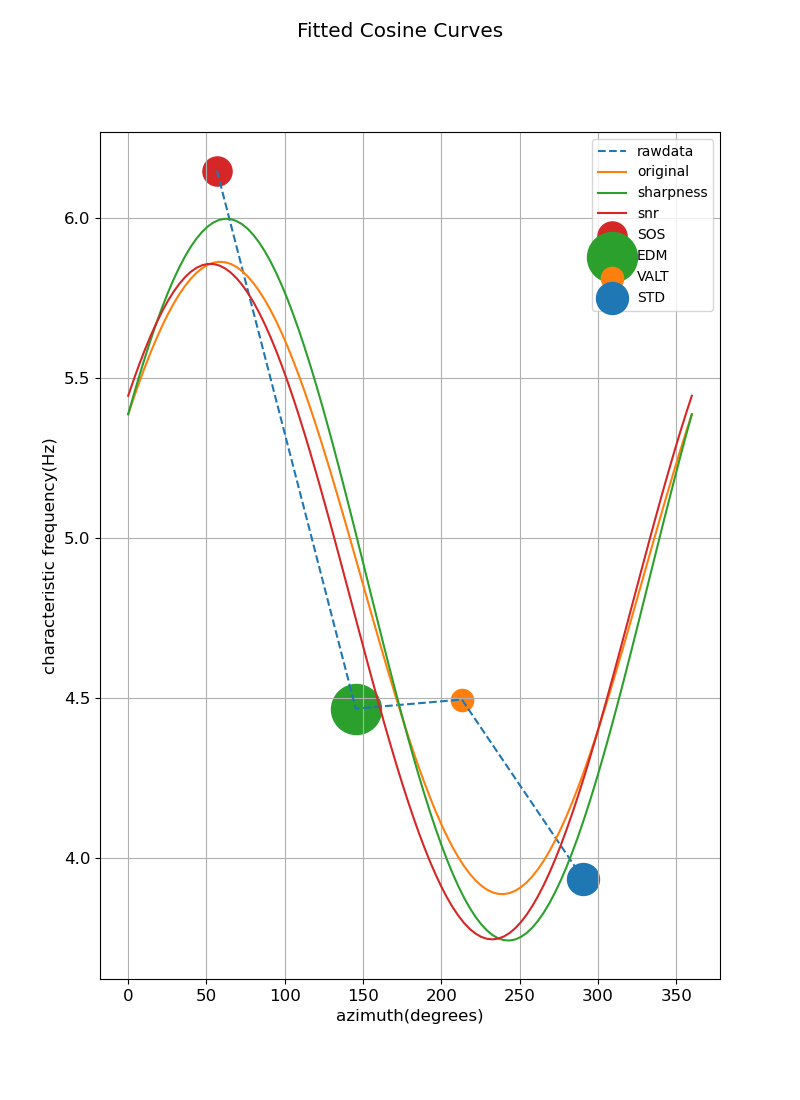 Fitted Cosine Curves
rawdata
original
sharpness
snr
SOS
EDM
VALT
STD
6.0
5.5
5.0
4.5
4.0
characteristic frequency(Hz)
0 50 100 150 200 250 300 350
azimuth(degrees)